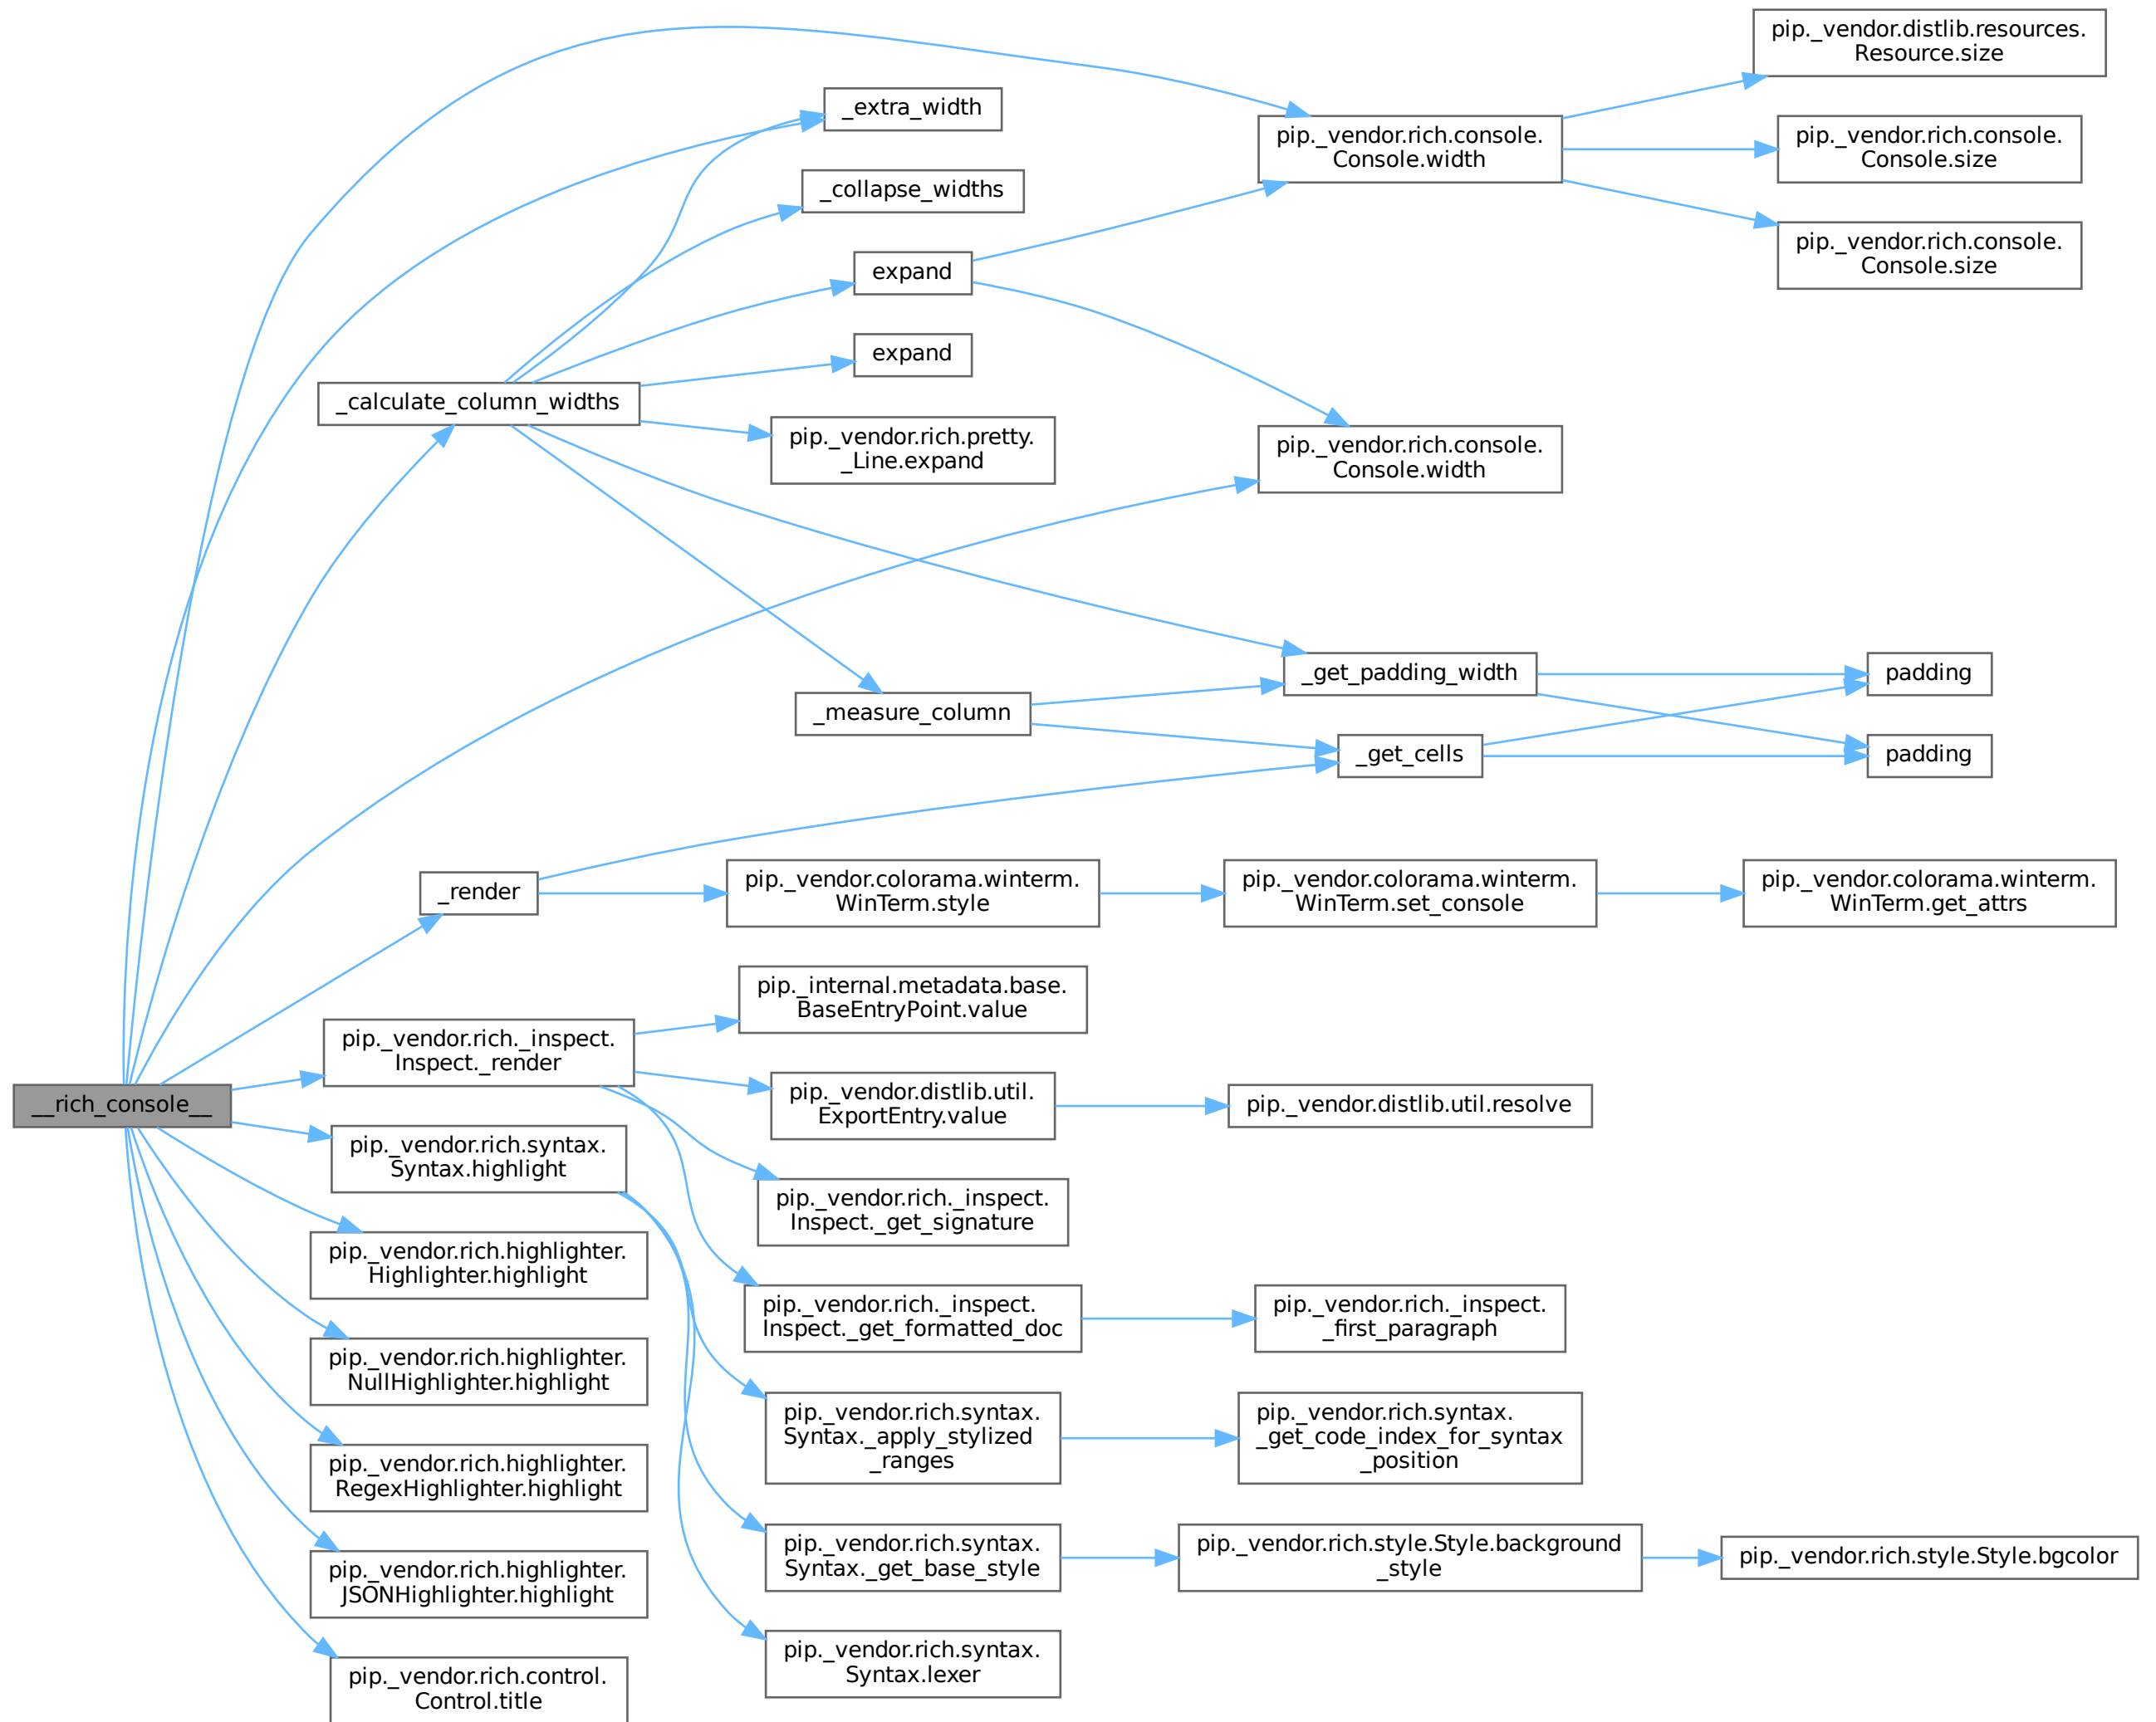 pip._vendor.distlib.resources.
Resource.size
_extra_width
pip._vendor.rich.console.
Console.width
pip._vendor.rich.console.
Console.size
_collapse_widths
pip._vendor.rich.console.
Console.size
expand
expand
_calculate_column_widths
pip._vendor.rich.pretty.
_Line.expand
pip._vendor.rich.console.
Console.width
_get_padding_width
padding
_measure_column
_get_cells
padding
_render
pip._vendor.colorama.winterm.
WinTerm.style
pip._vendor.colorama.winterm.
WinTerm.set_console
pip._vendor.colorama.winterm.
WinTerm.get_attrs
pip._internal.metadata.base.
BaseEntryPoint.value
pip._vendor.rich._inspect.
Inspect._render
__rich_console__
pip._vendor.distlib.util.
ExportEntry.value
pip._vendor.distlib.util.resolve
pip._vendor.rich.syntax.
Syntax.highlight
pip._vendor.rich._inspect.
Inspect._get_signature
pip._vendor.rich.highlighter.
Highlighter.highlight
pip._vendor.rich._inspect.
Inspect._get_formatted_doc
pip._vendor.rich._inspect.
_first_paragraph
pip._vendor.rich.highlighter.
NullHighlighter.highlight
pip._vendor.rich.syntax.
Syntax._apply_stylized
_ranges
pip._vendor.rich.syntax.
_get_code_index_for_syntax
_position
pip._vendor.rich.highlighter.
RegexHighlighter.highlight
pip._vendor.rich.syntax.
Syntax._get_base_style
pip._vendor.rich.style.Style.background
_style
pip._vendor.rich.style.Style.bgcolor
pip._vendor.rich.highlighter.
JSONHighlighter.highlight
pip._vendor.rich.syntax.
Syntax.lexer
pip._vendor.rich.control.
Control.title